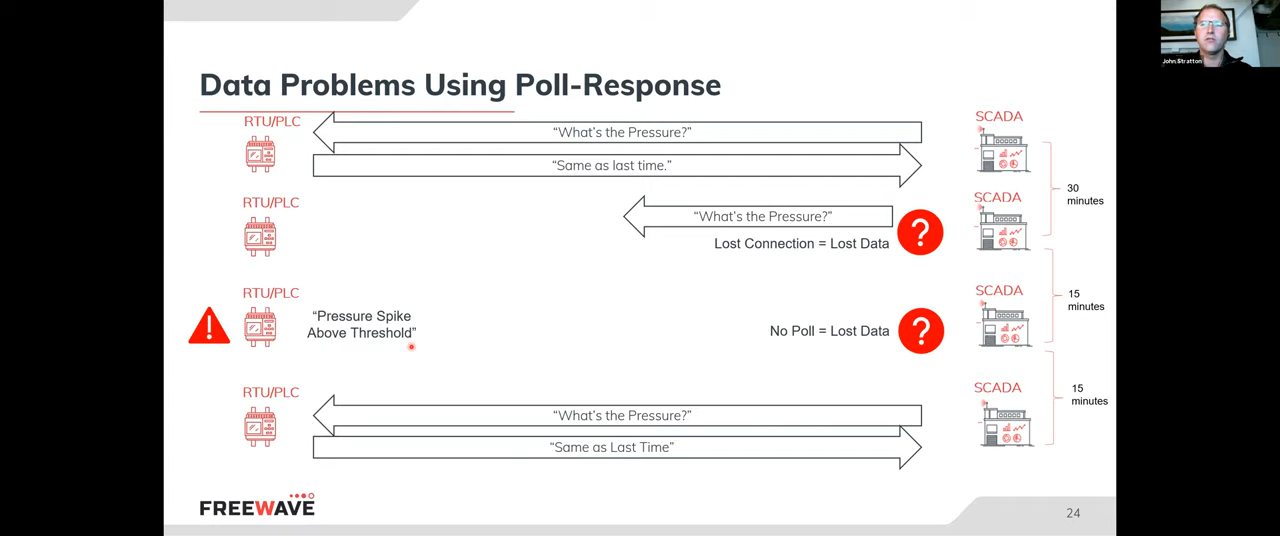 John Stratton
Data Problems Using Poll-Response
RTU/PLC
SCADA
“What’s the Pressure?”
“Same as last time.”
30
minutes
RTU/PLC
SCADA
“What’s the Pressure?”
Lost Connection = Lost Data
?
15
minutes
RTU/PLC
SCADA
!
“Pressure Spike
Above Threshold”
No Poll = Lost Data
?
15
minutes
RTU/PLC
SCADA
“What’s the Pressure?”
“Same as Last Time”
FREEWAVE
24